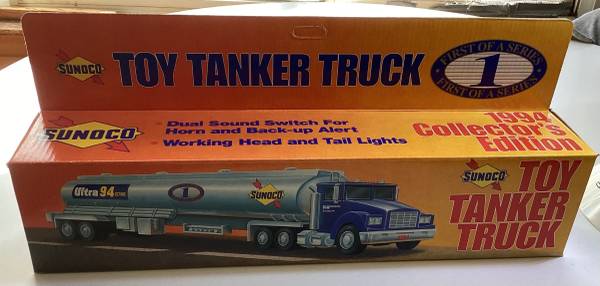 SUNOCO
TOY TANKER TRUCK
FIRST OF A SERIES
1
FIRST OF A SERIES
SUNOCO
• Dual Sound Switch For
Horn and Back-up Alert
• Working Head and Tail Lights
1994
Collector's
Edition
Ultra 94
1
SUNOCO
SUNOCO
TOY
TANKER
TRUCK